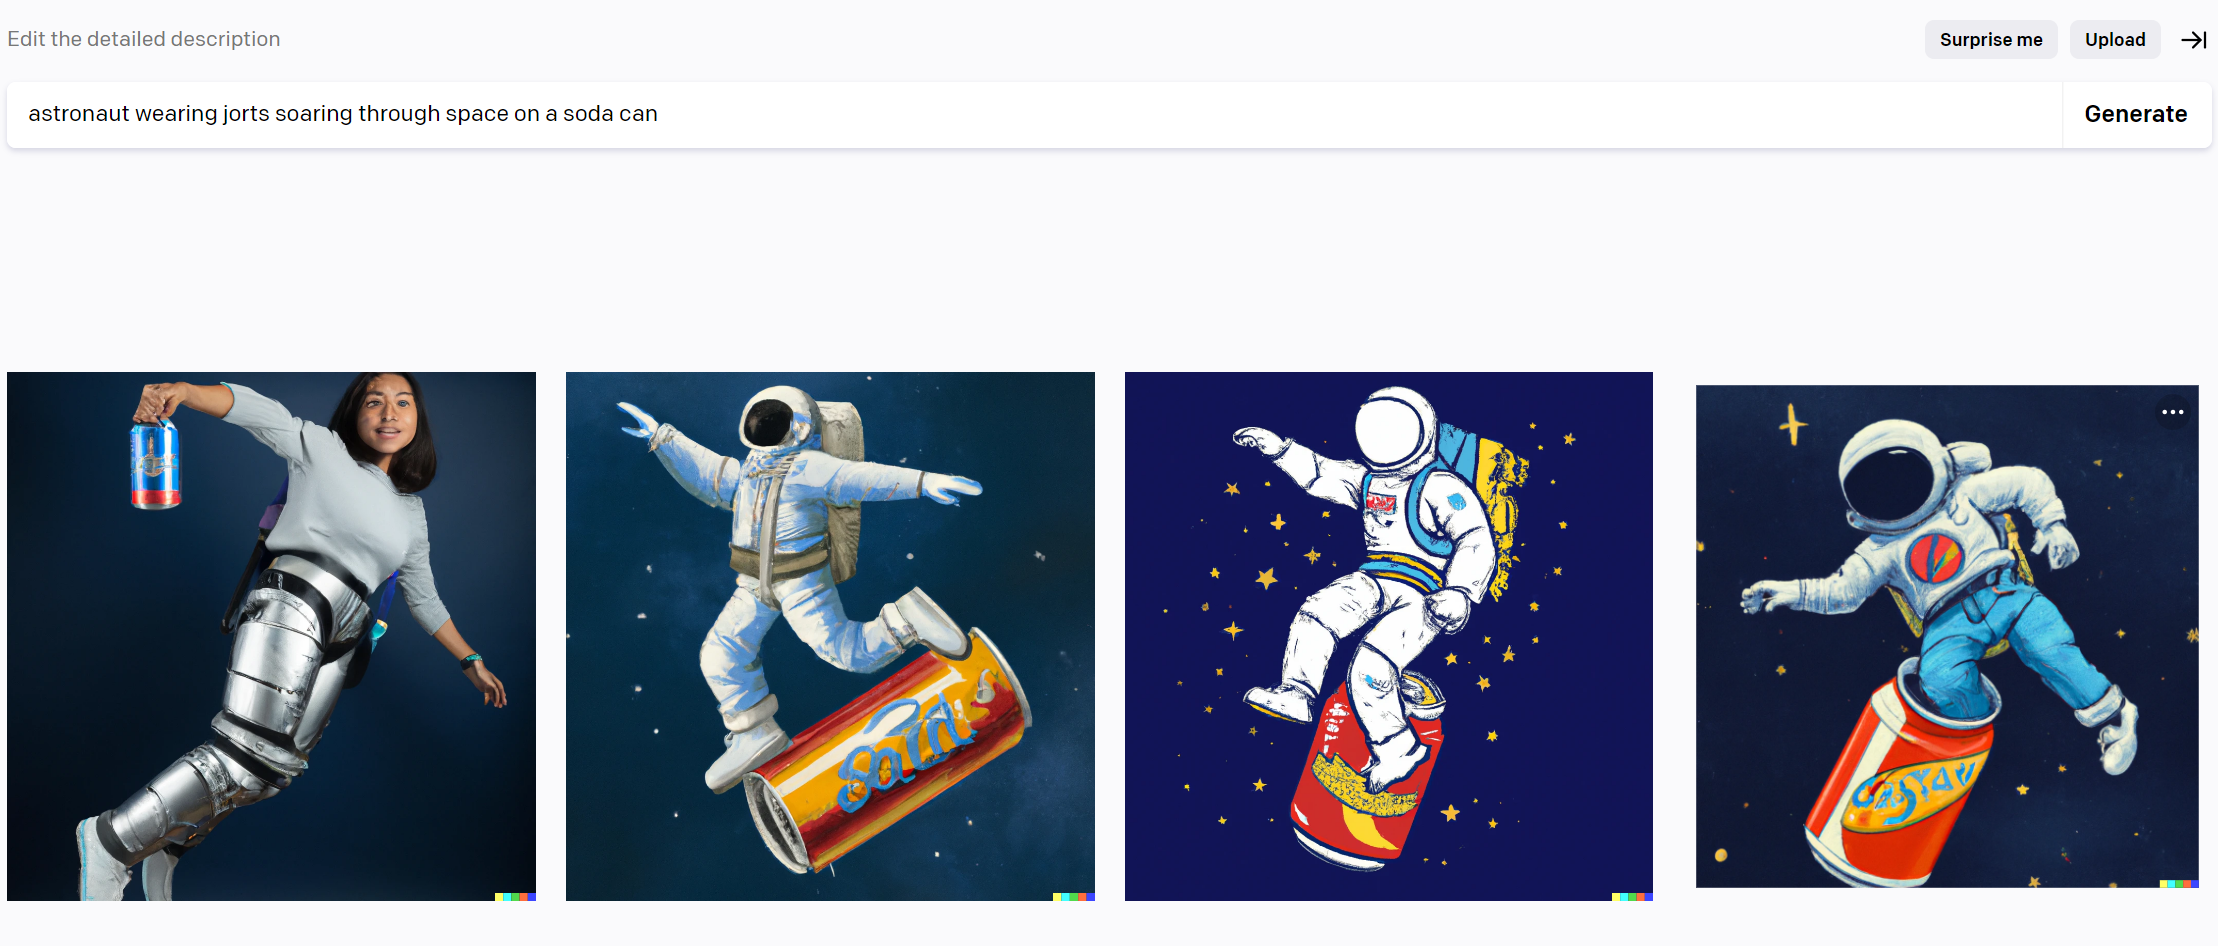 Edit the detailed description
Surprise me
Upload
astronaut wearing jorts soaring through space on a soda can
Generate